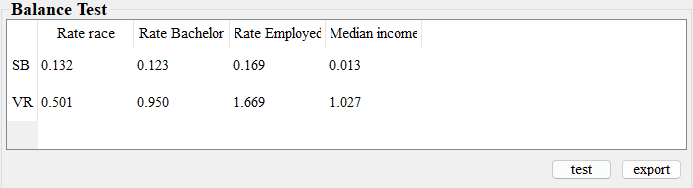 Balance Test
Rate race Rate Bachelor Rate Employed Median income
SB 0.132 0.123 0.169 0.013
VR 0.501 0.950 1.669 1.027
test export